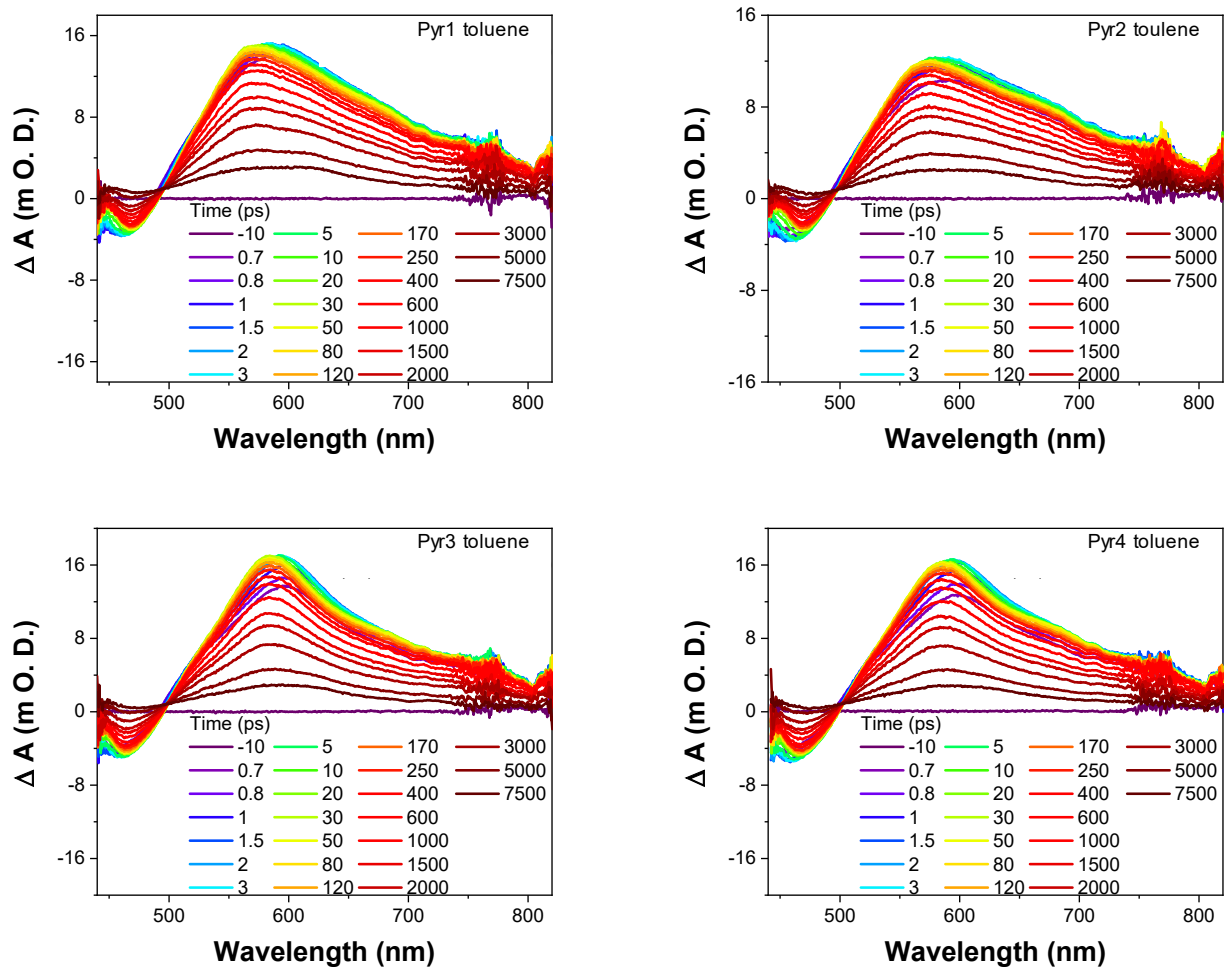 Pyr1 toluene
16
8
0
-8
-16
Δ A (m O. D.)
Time (ps)
-10 5 170 3000
0.7 10 250 5000
0.8 20 400 7500
1 30 600
1.5 50 1000
2 80 1500
3 120 2000
500 600 700 800
Wavelength (nm)
Pyr2 toulene
16
8
0
-8
-16
Δ A (m O. D.)
Time (ps)
-10 5 170 3000
0.7 10 250 5000
0.8 20 400 7500
1 30 600
1.5 50 1000
2 80 1500
3 120 2000
500 600 700 800
Wavelength (nm)
Pyr3 toluene
16
8
0
-8
-16
Δ A (m O. D.)
Time (ps)
-10 5 170 3000
0.7 10 250 5000
0.8 20 400 7500
1 30 600
1.5 50 1000
2 80 1500
3 120 2000
500 600 700 800
Wavelength (nm)
Pyr4 toluene
16
8
0
-8
-16
Δ A (m O. D.)
Time (ps)
-10 5 170 3000
0.7 10 250 5000
0.8 20 400 7500
1 30 600
1.5 50 1000
2 80 1500
3 120 2000
500 600 700 800
Wavelength (nm)